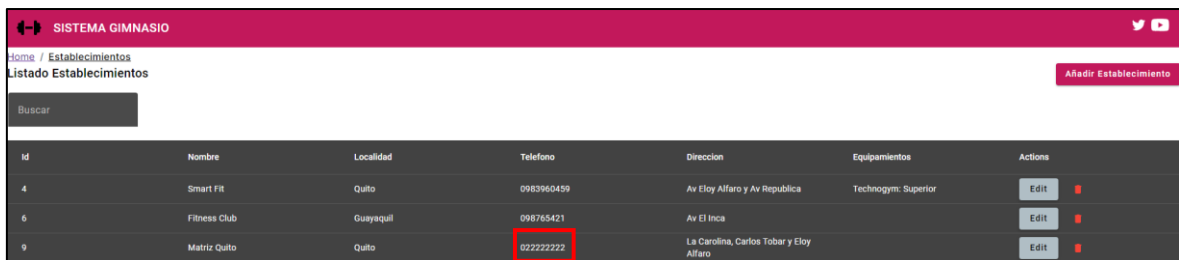 SISTEMA GIMNASIO
Home / Establecimientos
Listado Establecimientos
Añadir Establecimiento
Buscar
Id Nombre Localidad Telefono Direccion Equipamientos Actions
4 Smart Fit Quito 0983960459 Av Eloy Alfaro y Av Republica Technogym: Superior Edit
6 Fitness Club Guayaquil 098765421 Av El Inca Edit
9 Matriz Quito Quito 022222222 La Carolina, Carlos Tobar y Eloy Edit
Alfaro